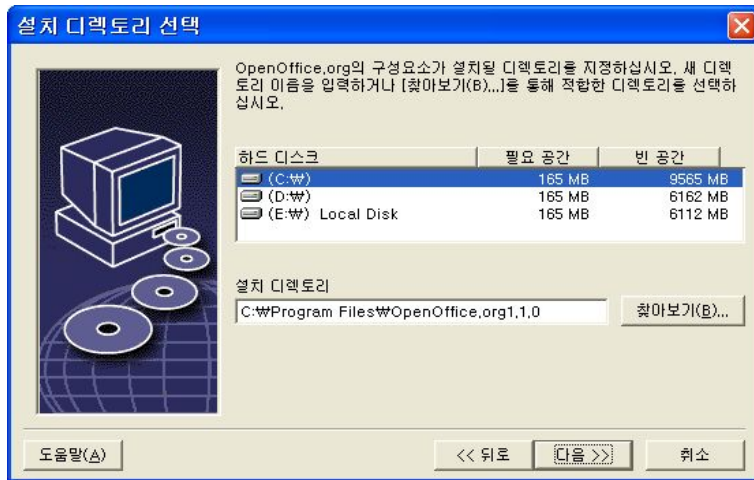 설치 디렉토리 선택
OpenOffice.org의 구성요소가 설치될 디렉토리를 지정하십시오. 새 디렉
토리 이름을 입력하거나 [찾아보기(B)...]를 통해 적합한 디렉토리를 선택하
십시오.
하드 디스크 필요 공간 빈 공간
(C:₩) 165 MB 9565 MB
(D:₩) 165 MB 6162 MB
(E:₩) Local Disk 165 MB 6112 MB
설치 디렉토리
C:₩Program Files₩OpenOffice.org1.1.0 찾아보기(B)...
도움말(A) << 뒤로 다음 >> 취소